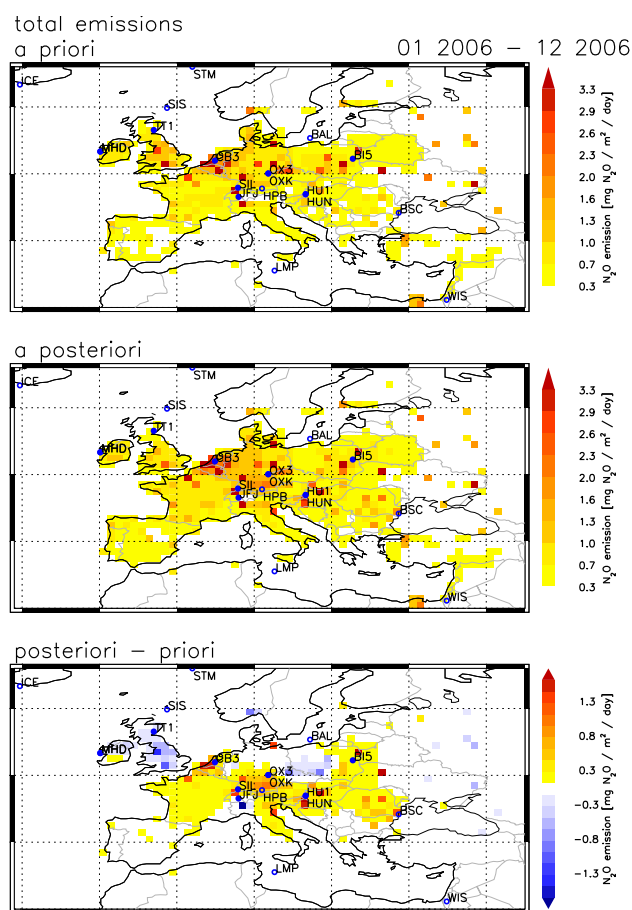 total emissions
a priori 01 2006 – 12 2006
ICE
STM
SIS
TT1
MHD
BAL
CB3
BI5
OX3
OXK
SIL
JFJ
HPB
HU1
HUN
BSC
LMP
WIS
3.3
2.9
2.6
2.3
2.0
1.6
1.3
1.0
0.7
0.3
N₂O emission [mg N₂O / m² / day]
a posteriori
ICE
STM
SIS
TT1
MHD
BAL
CB3
BI5
OX3
OXK
SIL
JFJ
HPB
HU1
HUN
BSC
LMP
WIS
3.3
2.9
2.6
2.3
2.0
1.6
1.3
1.0
0.7
0.3
N₂O emission [mg N₂O / m² / day]
posteriori – priori
ICE
STM
SIS
TT1
MHD
BAL
CB3
BI5
OX3
OXK
SIL
JFJ
HPB
HU1
HUN
BSC
LMP
WIS
1.3
0.8
0.3
−0.3
−0.8
−1.3
N₂O emission [mg N₂O / m² / day]